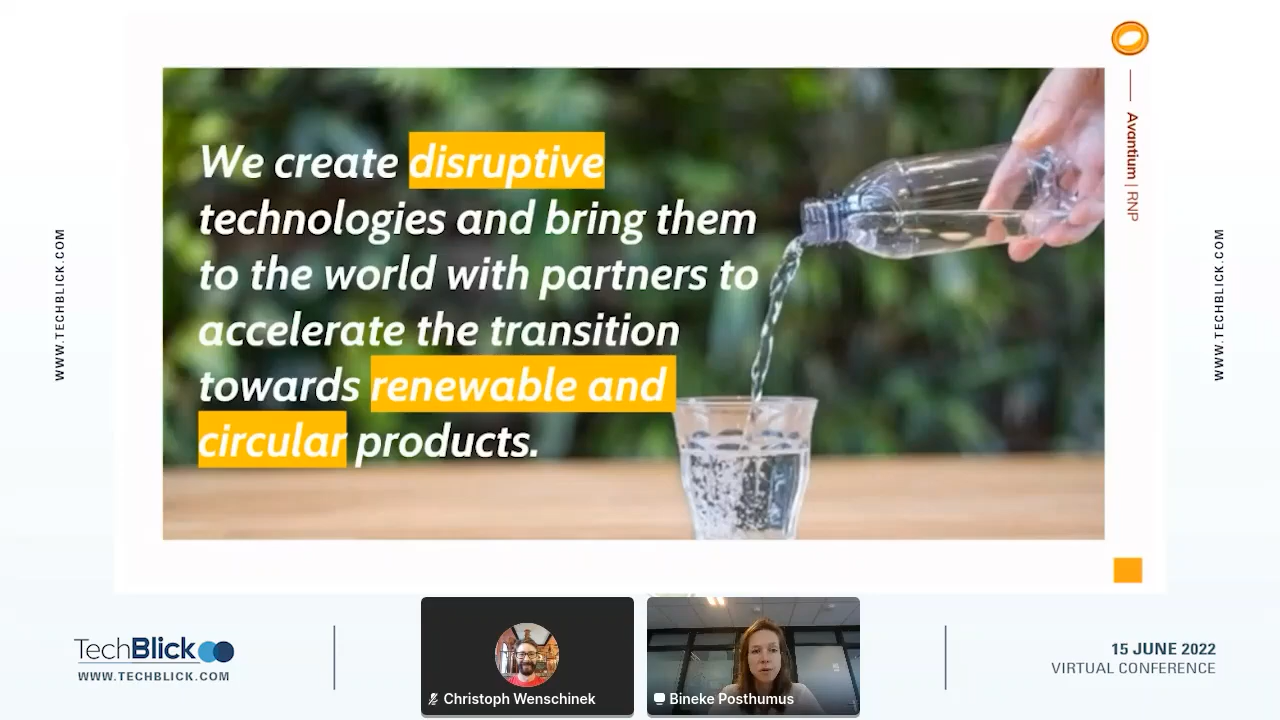 We create disruptive
technologies and bring them
to the world with partners to
accelerate the transition
towards renewable and
circular products.
Avantium | RNP
WWW.TECHBLICK.COM
WWW.TECHBLICK.COM
TechBlick
WWW.TECHBLICK.COM
Christoph Wenschinek
Bineke Posthumus
15 JUNE 2022
VIRTUAL CONFERENCE